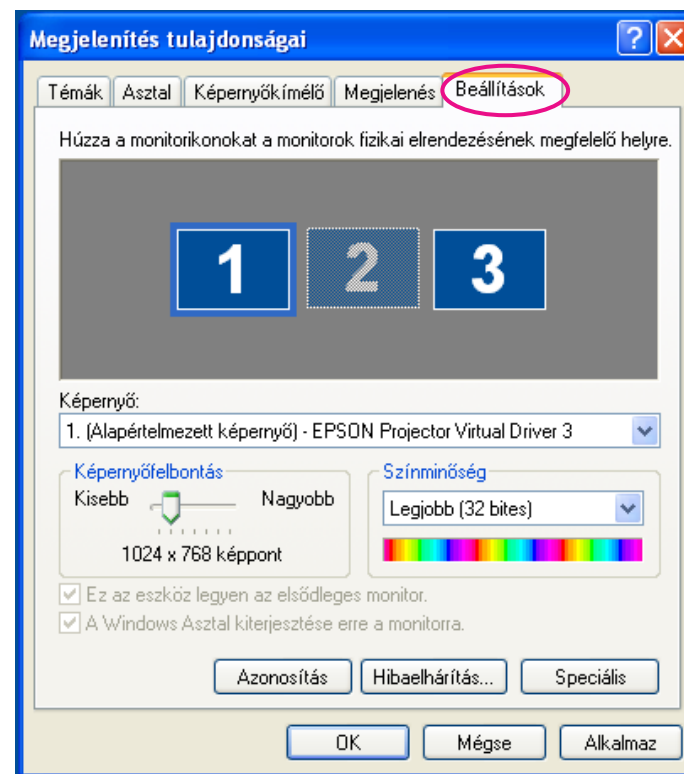 Megjelenítés tulajdonságai
Témák Asztal Képernyőkímélő Megjelenés Beállítások
Húzza a monitorikonokat a monitorok fizikai elrendezésének megfelelő helyre.
1 2 3
Képernyő:
1. (Alapértelmezett képernyő) - EPSON Projector Virtual Driver 3
Képernyőfelbontás
Kisebb Nagyobb
1024 x 768 képpont
Színminőség
Legjobb (32 bites)
Ez az eszköz legyen az elsődleges monitor.
A Windows Asztal kiterjesztése erre a monitorra.
Azonosítás Hibaelhárítás... Speciális
OK Mégse Alkalmaz